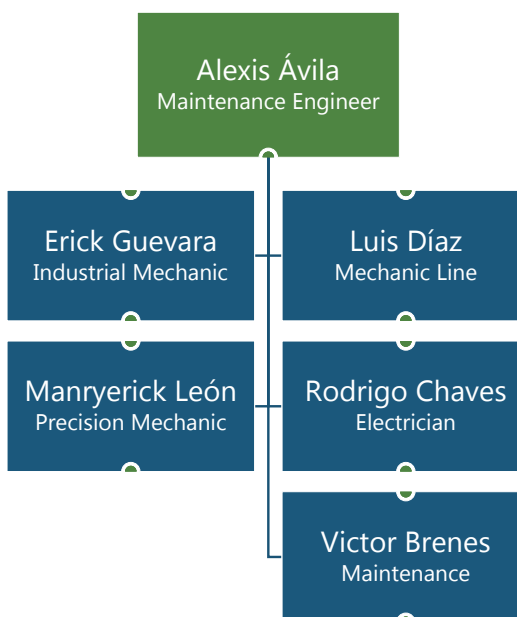 Alexis Ávila
Maintenance Engineer
Erick Guevara
Industrial Mechanic
Luis Díaz
Mechanic Line
Manryerick León
Precision Mechanic
Rodrigo Chaves
Electrician
Victor Brenes
Maintenance